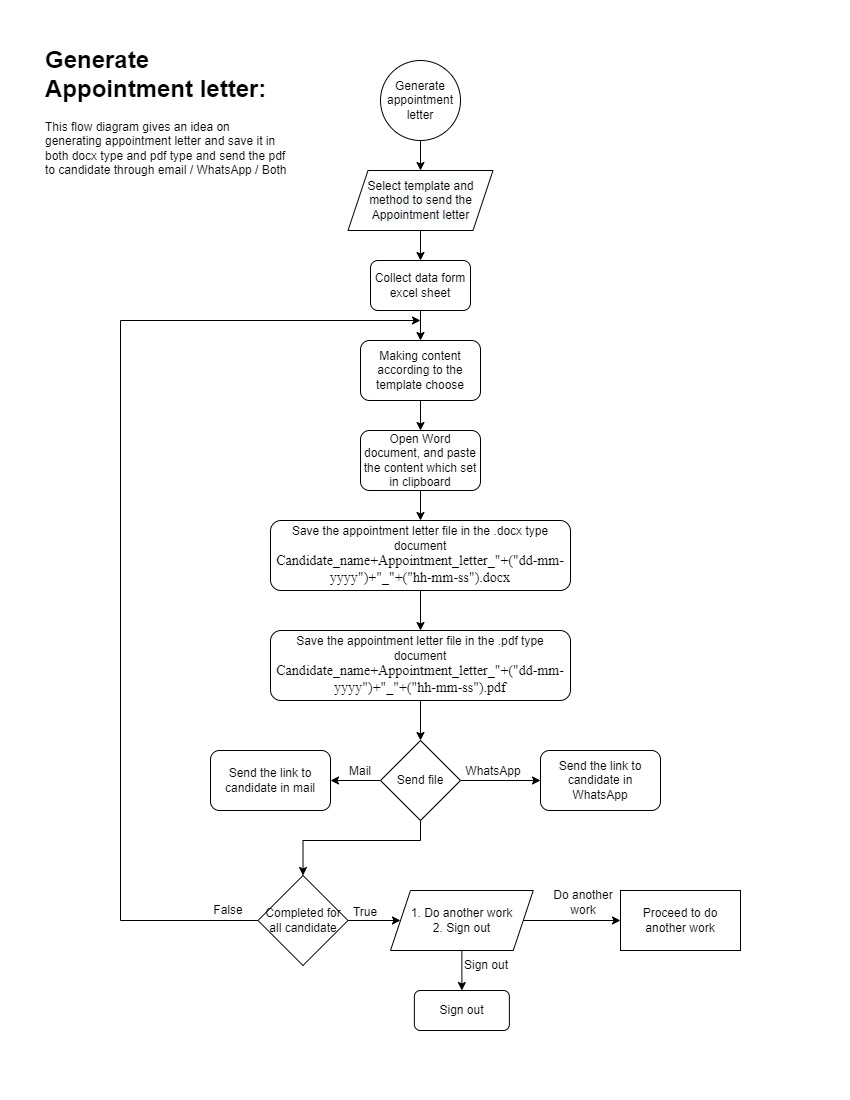 Generate
Appointment letter:
This flow diagram gives an idea on
generating appointment letter and save it in
both docx type and pdf type and send the pdf
to candidate through email / WhatsApp / Both
Generate
appointment
letter
Select template and
method to send the
Appointment letter
Collect data form
excel sheet
Making content
according to the
template choose
Open Word
document, and paste
the content which set
in clipboard
Save the appointment letter file in the .docx type
document
Candidate_name+Appointment_letter_"+("dd-mm-
yyyy")+"_"+("hh-mm-ss").docx
Save the appointment letter file in the .pdf type
document
Candidate_name+Appointment_letter_"+("dd-mm-
yyyy")+"_"+("hh-mm-ss").pdf
Send the link to
candidate in mail
Mail
Send file
WhatsApp
Send the link to
candidate in
WhatsApp
False
Completed for
all candidate
True
1. Do another work
2. Sign out
Do another
work
Proceed to do
another work
Sign out
Sign out